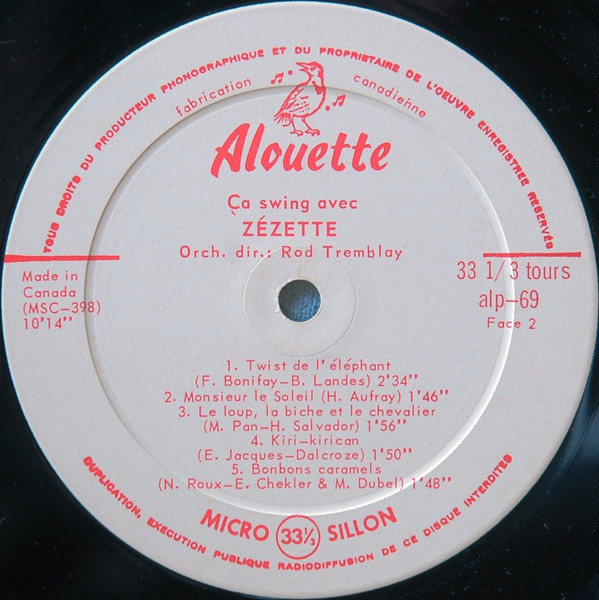 TOUS DROITS DU PRODUCTEUR PHONOGRAPHIQUE ET DU PROPRIETAIRE DE L'OEUVRE ENREGISTREE RESERVÉS
fabrication canadienne
Alouette
Ça swing avec
ZÉZETTE
Orch. dir.: Rod Tremblay
Made in
Canada
(MSC-398)
10'14"
33 1/3 tours
alp-69
Face 2
1. Twist de l'éléphant
(F. Bonifay-B. Landes) 2'34"
2. Monsieur le Soleil (H. Aufray) 1'46"
3. Le loup, la biche et le chevalier
(M. Pan-H. Salvador) 1'56"
4. Kiri-kirican
(E. Jacques-Dalcroze) 1'50"
5. Bonbons caramels
(N. Roux-E. Chekler & M. Dubel) 1'48"
MICRO 33⅓ SILLON
DUPLICATION, EXECUTION PUBLIQUE RADIODIFFUSION DE CE DISQUE INTERDITES